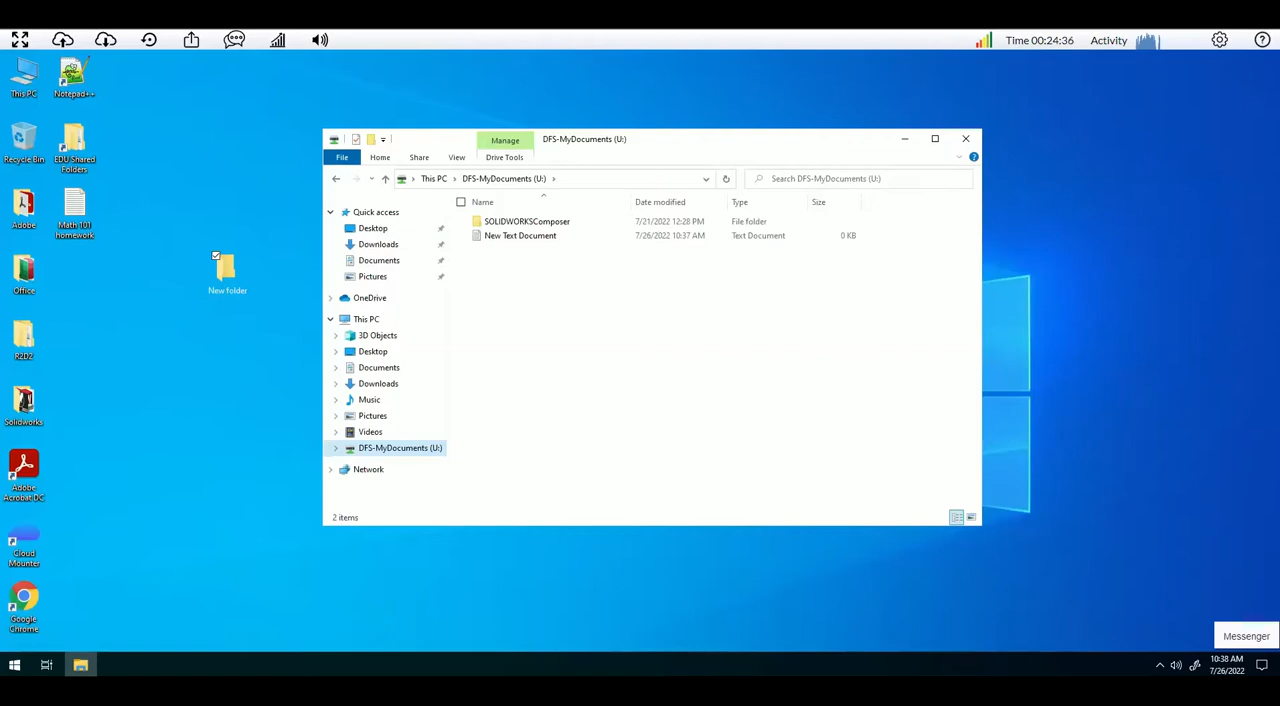 Time 00:24:36 Activity
This PC
Notepad++
Recycle Bin
EDU Shared
Folders
Adobe
Math 101
homework
Office
New folder
R2D2
Solidworks
Adobe
Acrobat DC
Cloud
Mounter
Google
Chrome
Manage DFS-MyDocuments (U:)
File Home Share View Drive Tools
This PC DFS-MyDocuments (U:)
Search DFS-MyDocuments (U:)
Name Date modified Type Size
SOLIDWORKSComposer 7/21/2022 12:28 PM File folder
New Text Document 7/26/2022 10:37 AM Text Document 0 KB
Quick access
Desktop
Downloads
Documents
Pictures
OneDrive
This PC
3D Objects
Desktop
Documents
Downloads
Music
Pictures
Videos
DFS-MyDocuments (U:)
Network
2 items
Messenger
10:38 AM
7/26/2022